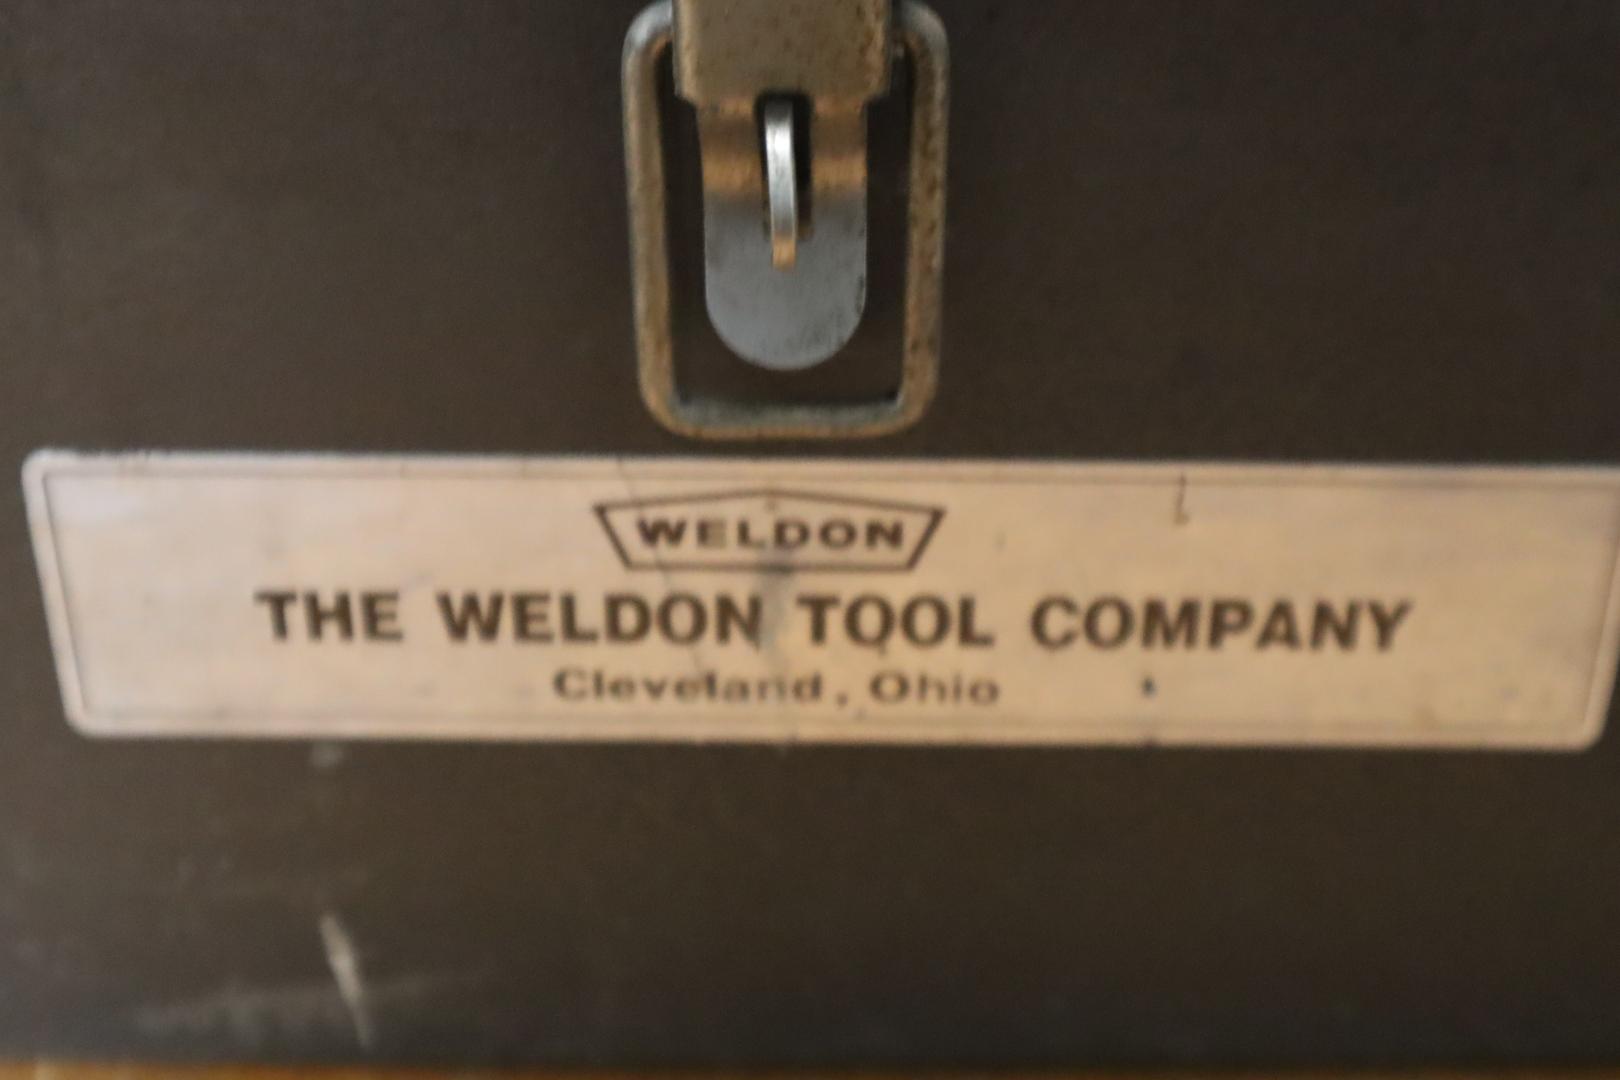 WELDON
THE WELDON TOOL COMPANY
Cleveland, Ohio